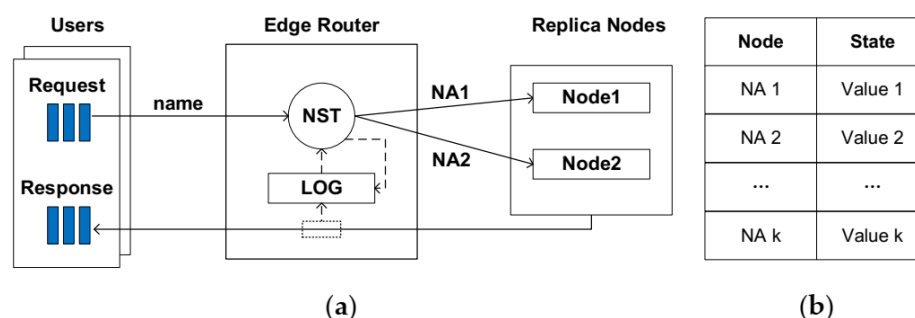 Users
Edge Router
Replica Nodes
Request
name
NST
NA1
NA2
Node1
Node2
Response
LOG
(a)
Node State
NA 1 Value 1
NA 2 Value 2
... ...
NA k Value k
(b)